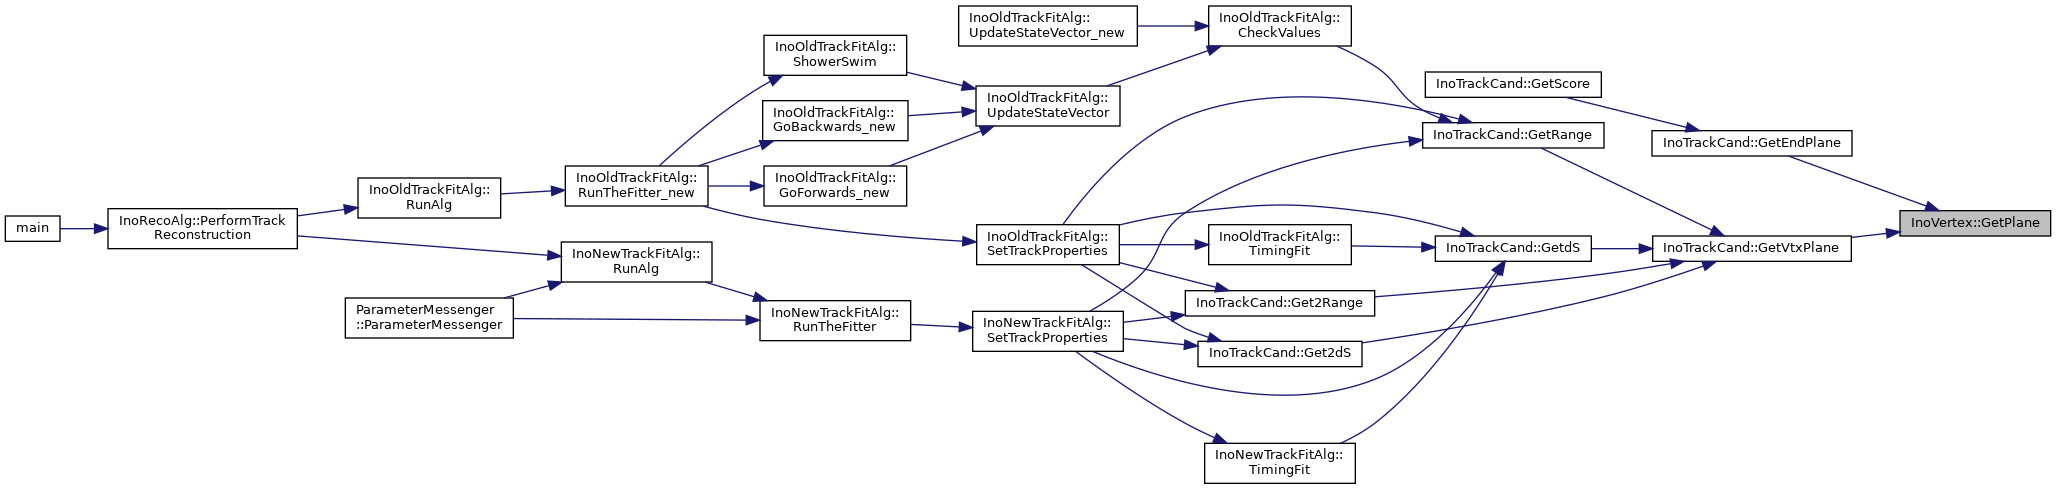 main
InoRecoAlg::PerformTrack
Reconstruction
InoOldTrackFitAlg::
RunAlg
InoNewTrackFitAlg::
RunAlg
ParameterMessenger
::ParameterMessenger
InoOldTrackFitAlg::
RunTheFitter_new
InoOldTrackFitAlg::
ShowerSwim
InoOldTrackFitAlg::
GoBackwards_new
InoOldTrackFitAlg::
GoForwards_new
InoNewTrackFitAlg::
RunTheFitter
InoOldTrackFitAlg::
UpdateStateVector_new
InoOldTrackFitAlg::
UpdateStateVector
InoOldTrackFitAlg::
SetTrackProperties
InoNewTrackFitAlg::
SetTrackProperties
InoOldTrackFitAlg::
CheckValues
InoOldTrackFitAlg::
TimingFit
InoTrackCand::Get2Range
InoTrackCand::Get2dS
InoNewTrackFitAlg::
TimingFit
InoTrackCand::GetScore
InoTrackCand::GetRange
InoTrackCand::GetdS
InoTrackCand::GetEndPlane
InoTrackCand::GetVtxPlane
InoVertex::GetPlane